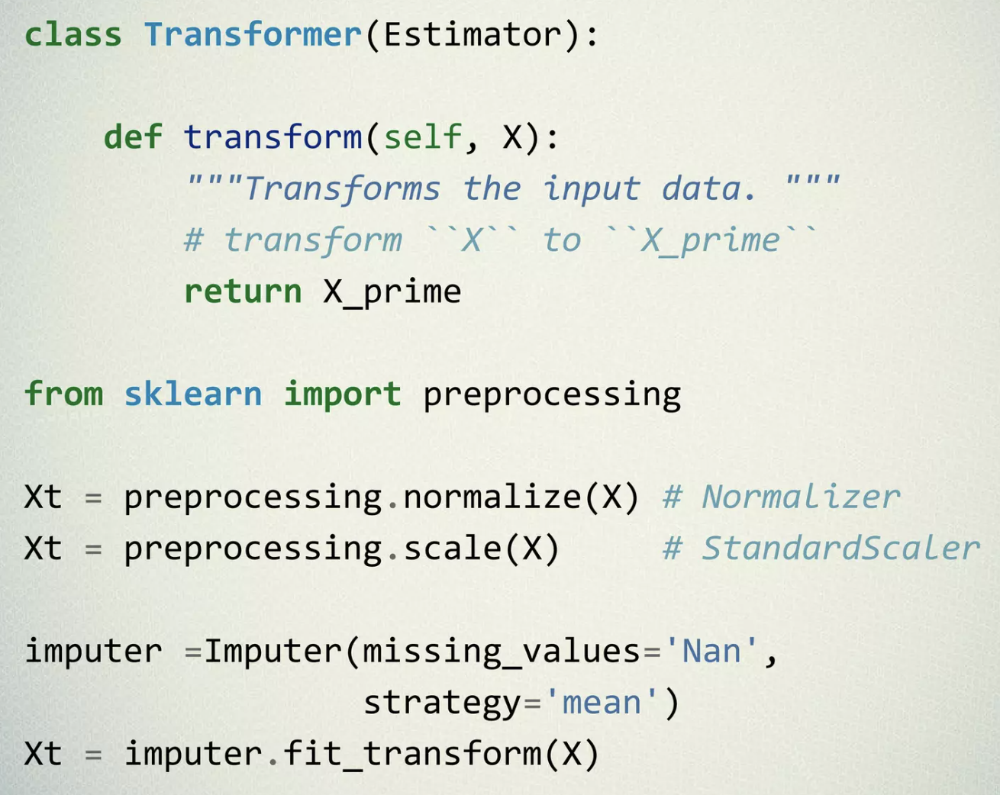 class Transformer(Estimator):
def transform(self, X):
"""Transforms the input data. """
# transform ``X`` to ``X_prime``
return X_prime
from sklearn import preprocessing
Xt = preprocessing.normalize(X) # Normalizer
Xt = preprocessing.scale(X) # StandardScaler
imputer =Imputer(missing_values='Nan',
strategy='mean')
Xt = imputer.fit_transform(X)